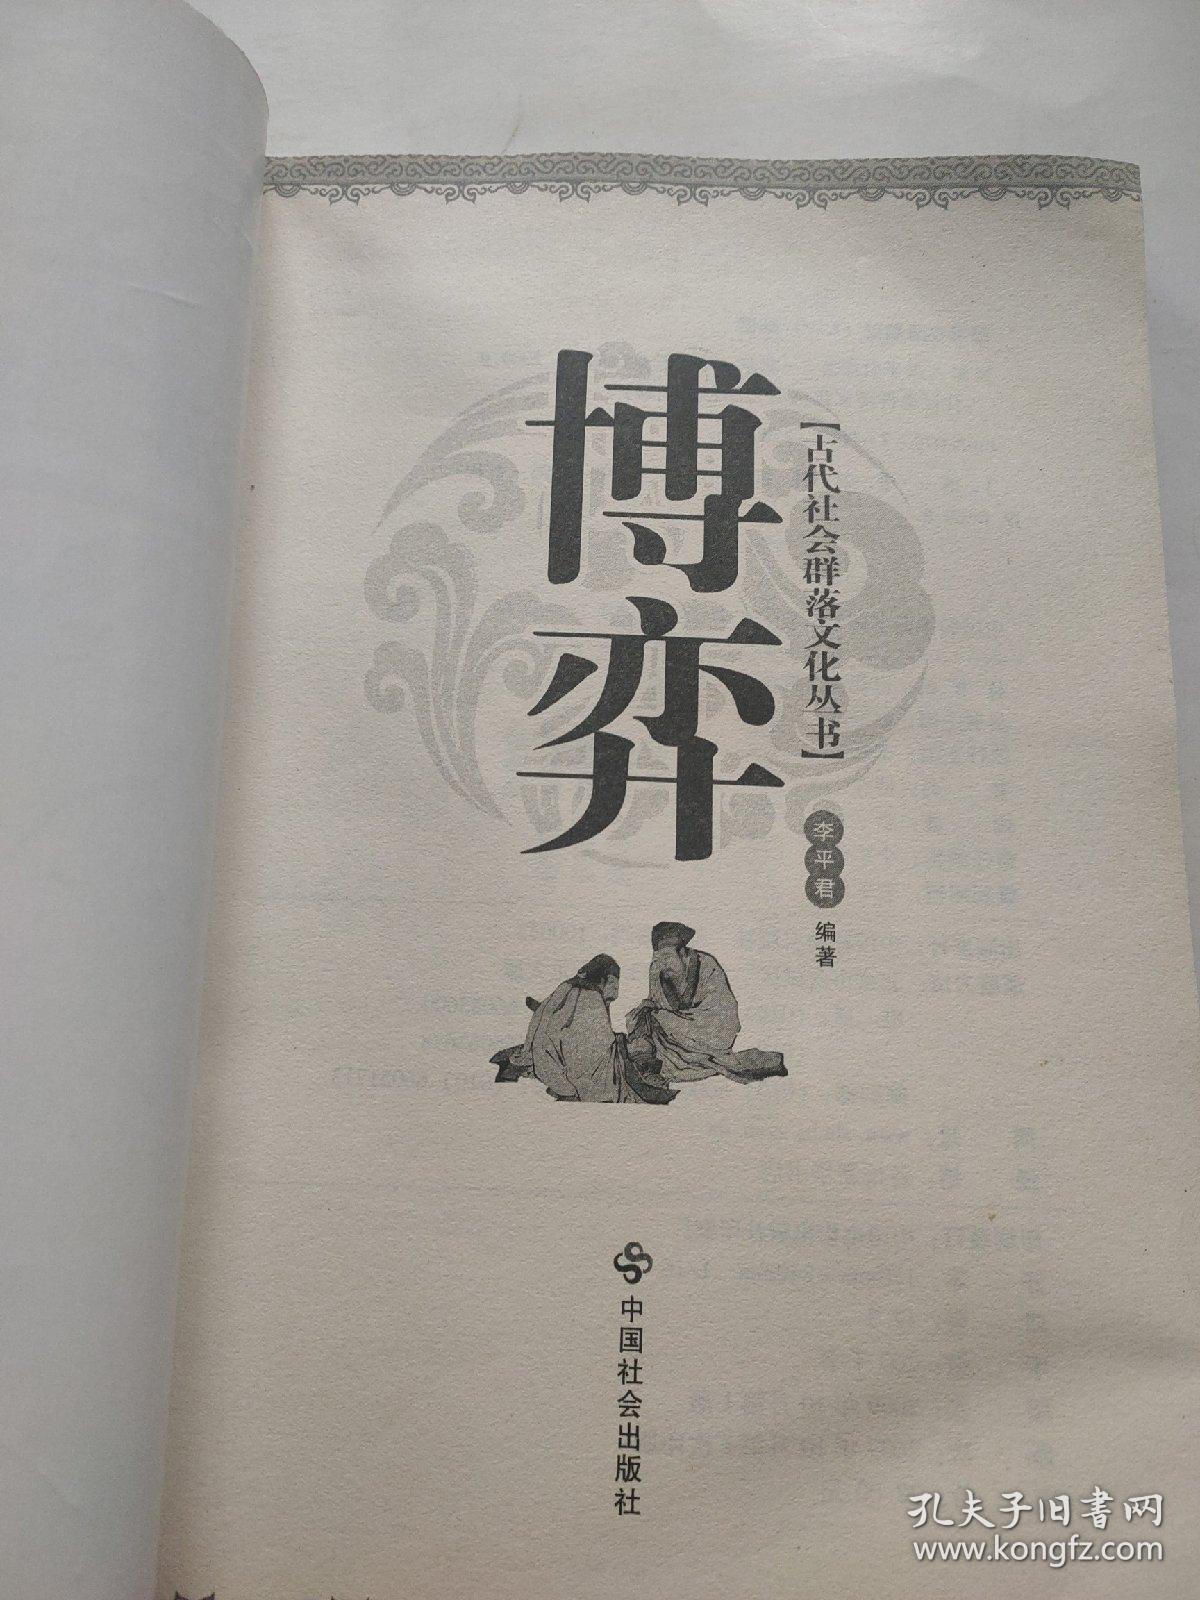 博弈
【古代社会群落文化丛书】
李平君 编著
中国社会出版社
孔夫子旧书网
www.kongfz.com